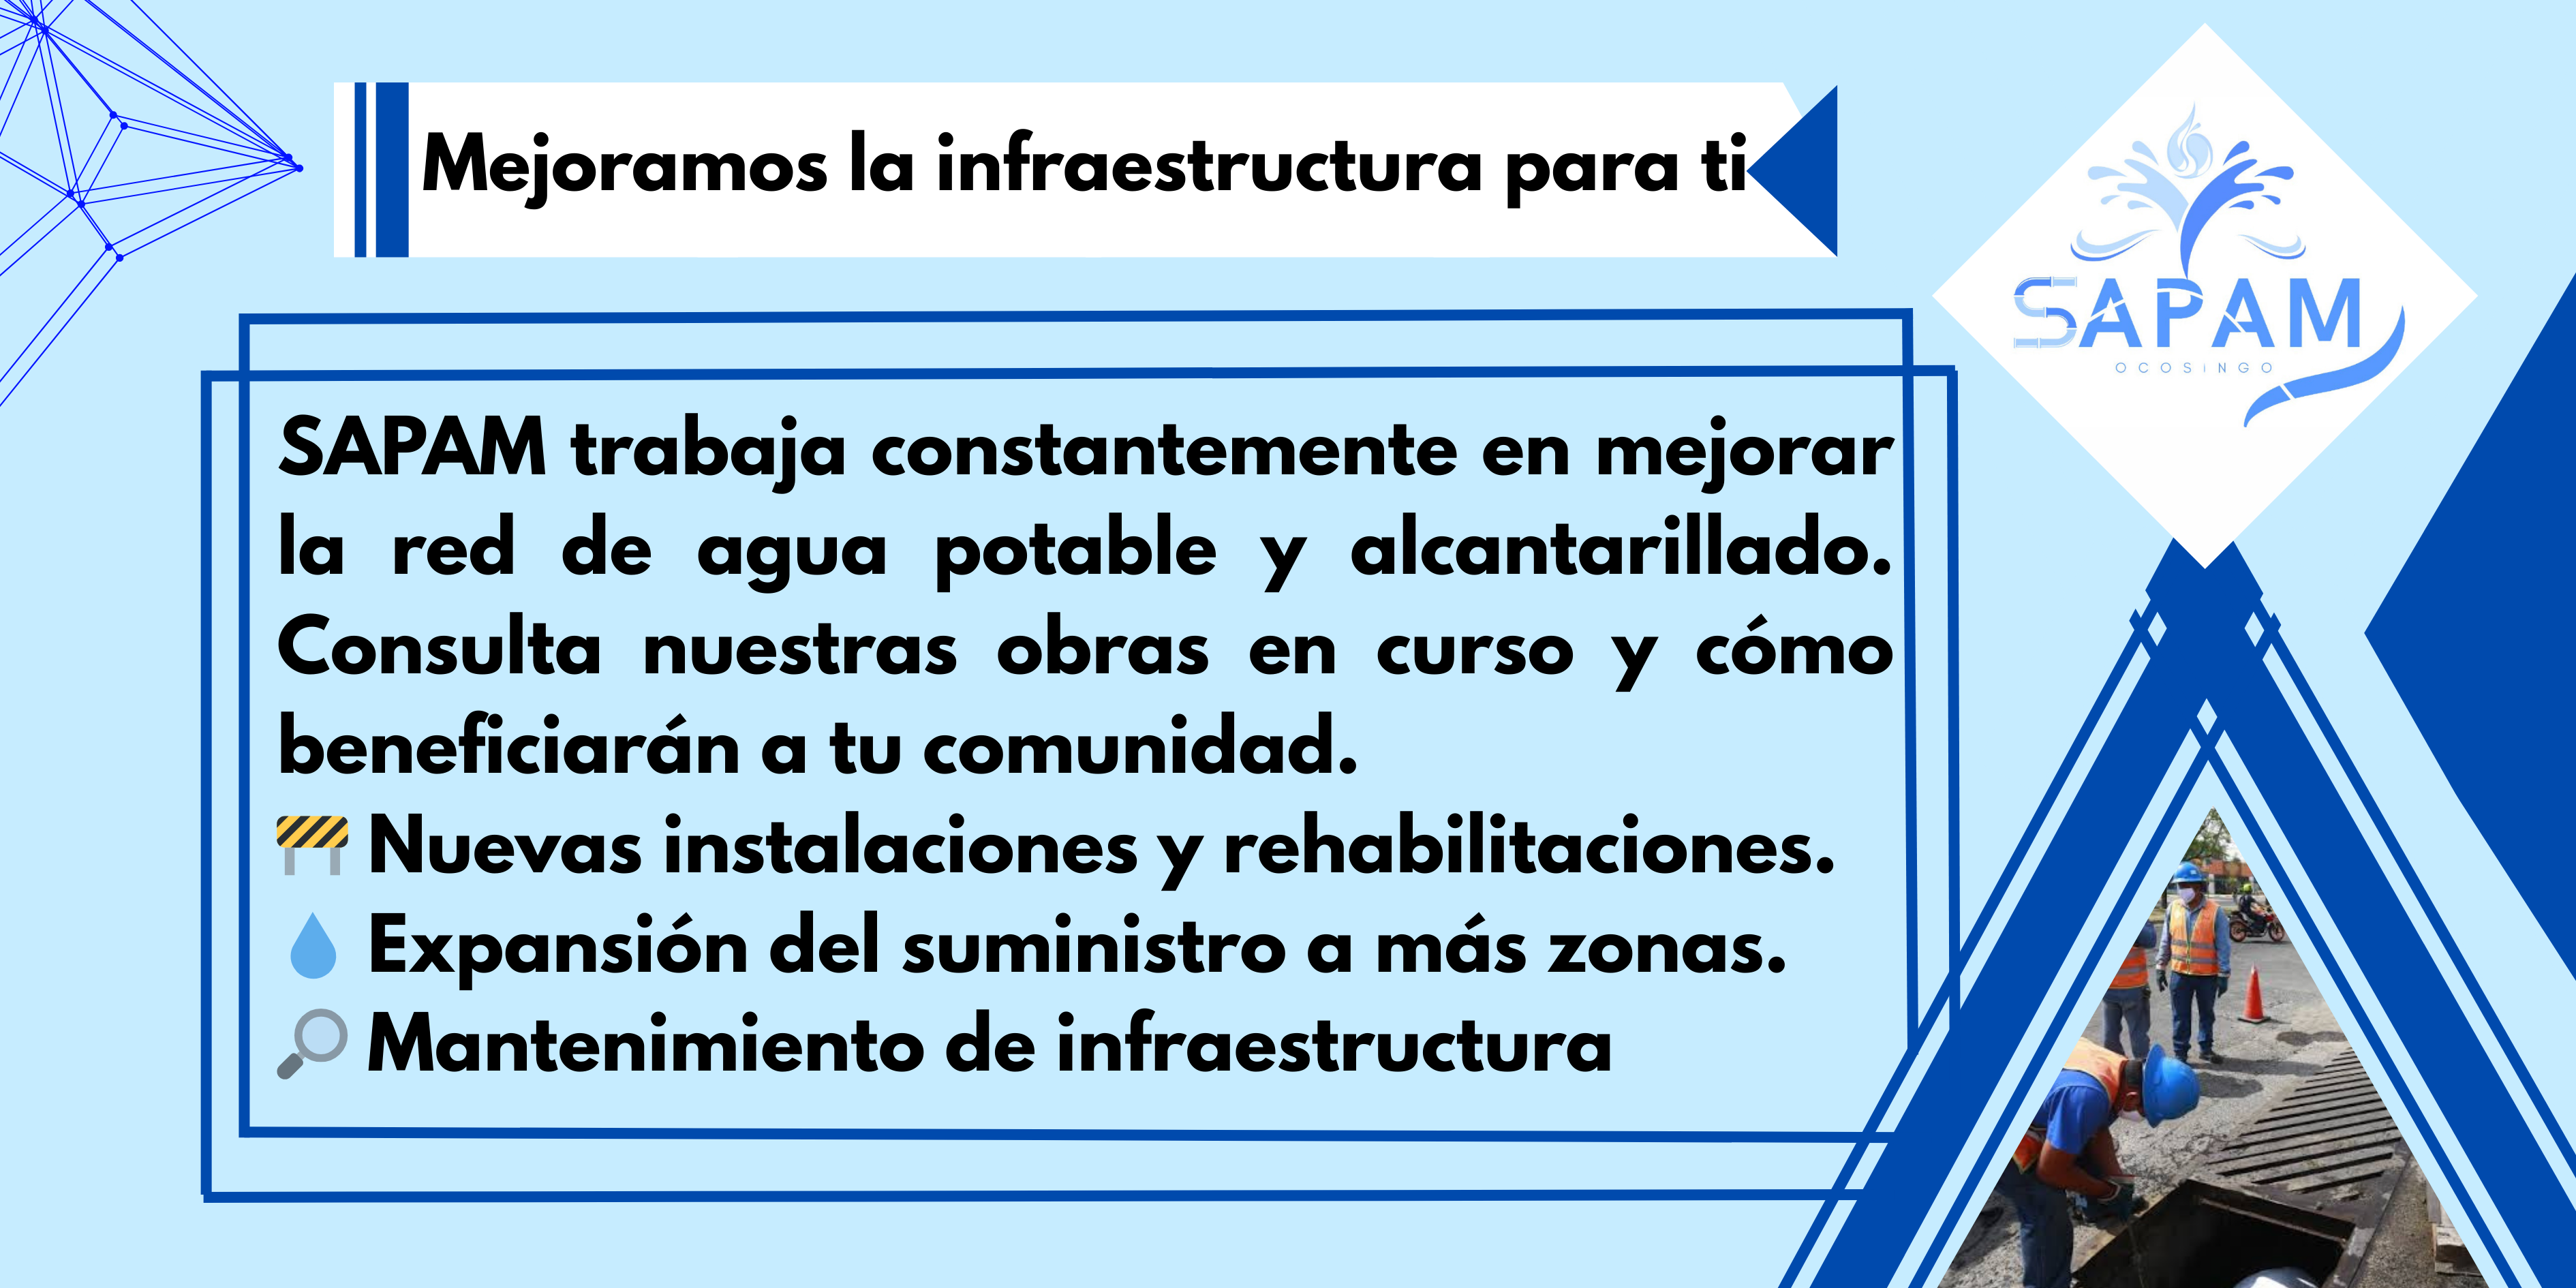 Mejoramos la infraestructura para ti
SAPAM
OCOSiNGO
SAPAM trabaja constantemente en mejorar
la red de agua potable y alcantarillado.
Consulta nuestras obras en curso y cómo
beneficiarán a tu comunidad.
🚧 Nuevas instalaciones y rehabilitaciones.
💧 Expansión del suministro a más zonas.
🔎 Mantenimiento de infraestructura